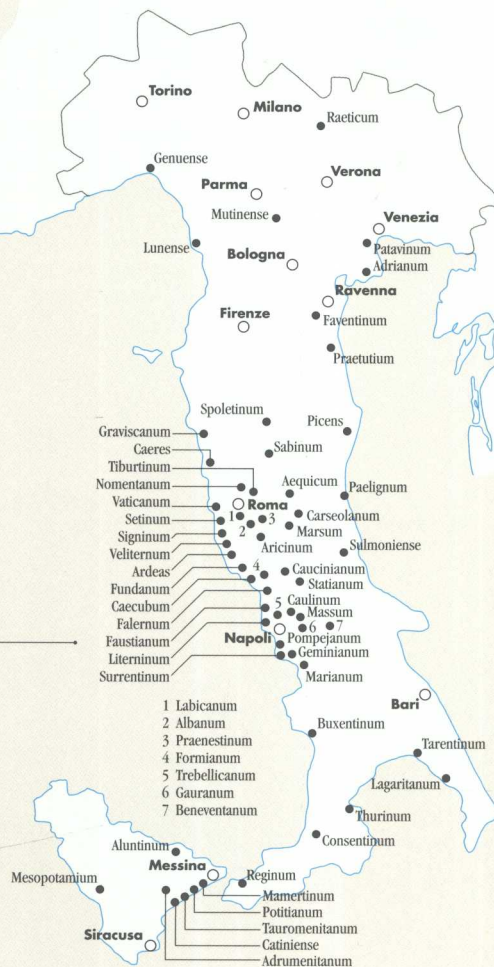 Torino
Milano
Raeticum
Genuense
Verona
Parma
Mutinense
Venezia
Lunense
Patavinum
Bologna
Adrianum
Ravenna
Firenze
Faventinum
Praetutium
Spoletinum
Picens
Graviscanum
Caeres
Sabinum
Tiburtinum
Nomentanum
Aequicum
Paelignum
Vaticanum
Roma
Setinum
1
3
Carseolanum
Signinum
2
Marsum
Veliternum
Aricinum
Sulmoniense
Ardeas
4
Caucinianum
Fundanum
Statianum
Caecubum
Falernum
5
Caulinum
Massum
Faustianum
6
7
Napoli
Pompejanum
Literninum
Geminianum
Surrentinum
Marianum
1 Labicanum
2 Albanum
3 Praenestinum
4 Formianum
5 Trebellicanum
6 Gauranum
7 Beneventanum
Bari
Buxentinum
Tarentinum
Lagaritanum
Thurinum
Consentinum
Aluntinum
Messina
Mesopotamium
Reginum
Mamertinum
Potitianum
Tauromenitanum
Siracusa
Catiniense
Adrumenitanum